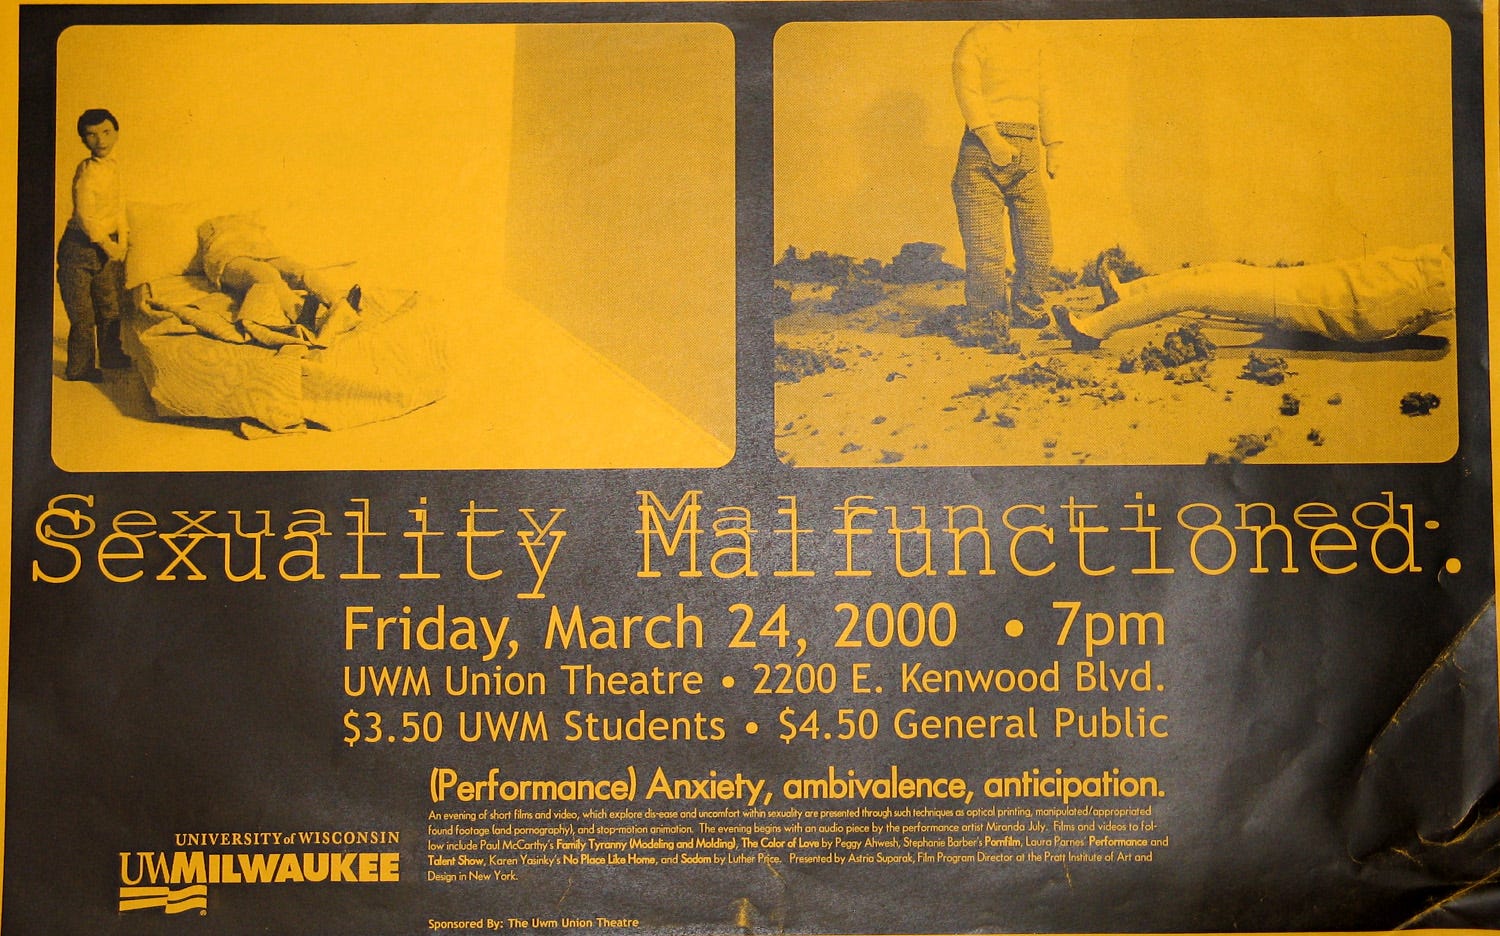 Sexuality Malfunctioned.
Friday, March 24, 2000 • 7pm
UWM Union Theatre • 2200 E. Kenwood Blvd.
$3.50 UWM Students • $4.50 General Public
(Performance) Anxiety, ambivalence, anticipation.
An evening of short films and video, which explore dis-ease and uncomfort within sexuality are presented through such techniques as optical printing, manipulated/appropriated
found footage (and pornography), and stop-motion animation. The evening begins with an audio piece by the performance artist Miranda July. Films and videos to fol-
low include Paul McCarthy's Family Tyranny (Modeling and Molding), The Color of Love by Peggy Ahwesh, Stephanie Barber's Pornfilm, Laura Parnes' Performance and
Talent Show, Karen Yasinky's No Place Like Home, and Sodom by Luther Price. Presented by Astria Suparak, Film Program Director at the Pratt Institute of Art and
Design in New York.
UNIVERSITY of WISCONSIN
UWMILWAUKEE
Sponsored By: The Uwm Union Theatre